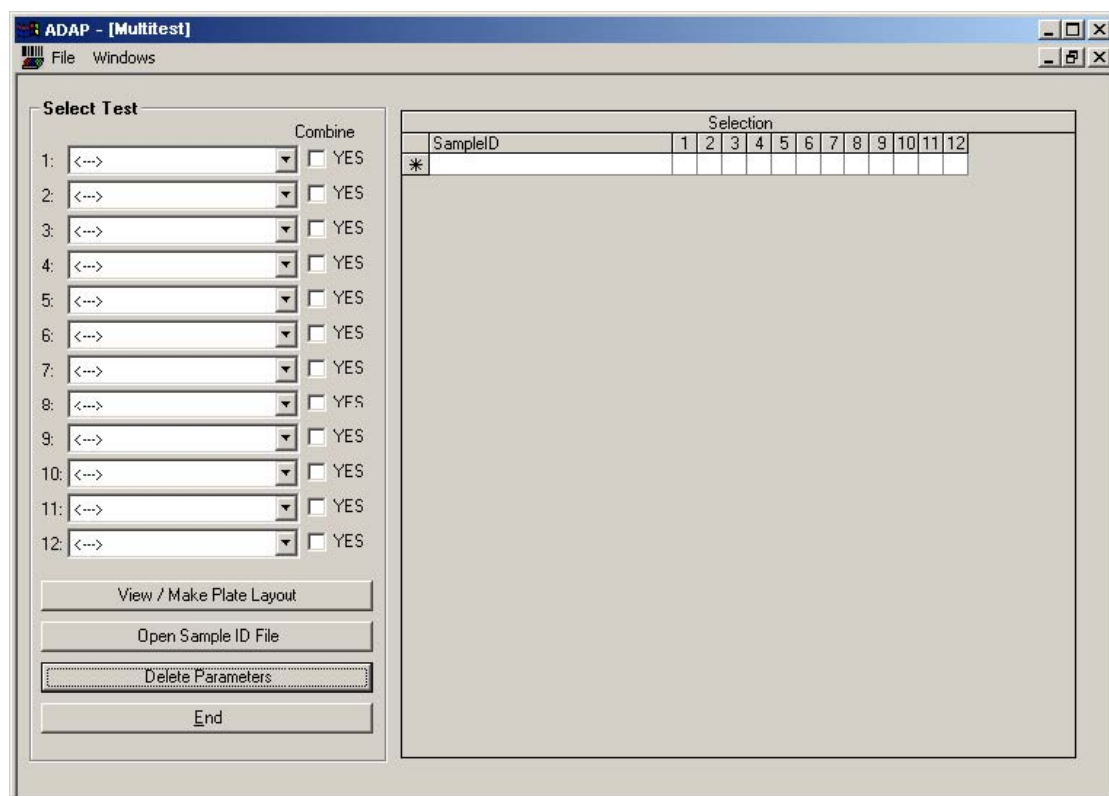 ADAP - [Multitest]
File Windows
Select Test
Combine
1: <---> YES
2: <---> YES
3: <---> YES
4: <---> YES
5: <---> YES
6: <---> YES
7: <---> YES
8: <---> YES
9: <---> YES
10: <---> YES
11: <---> YES
12: <---> YES
View / Make Plate Layout
Open Sample ID File
Delete Parameters
End
Selection
SampleID 1 2 3 4 5 6 7 8 9 10 11 12